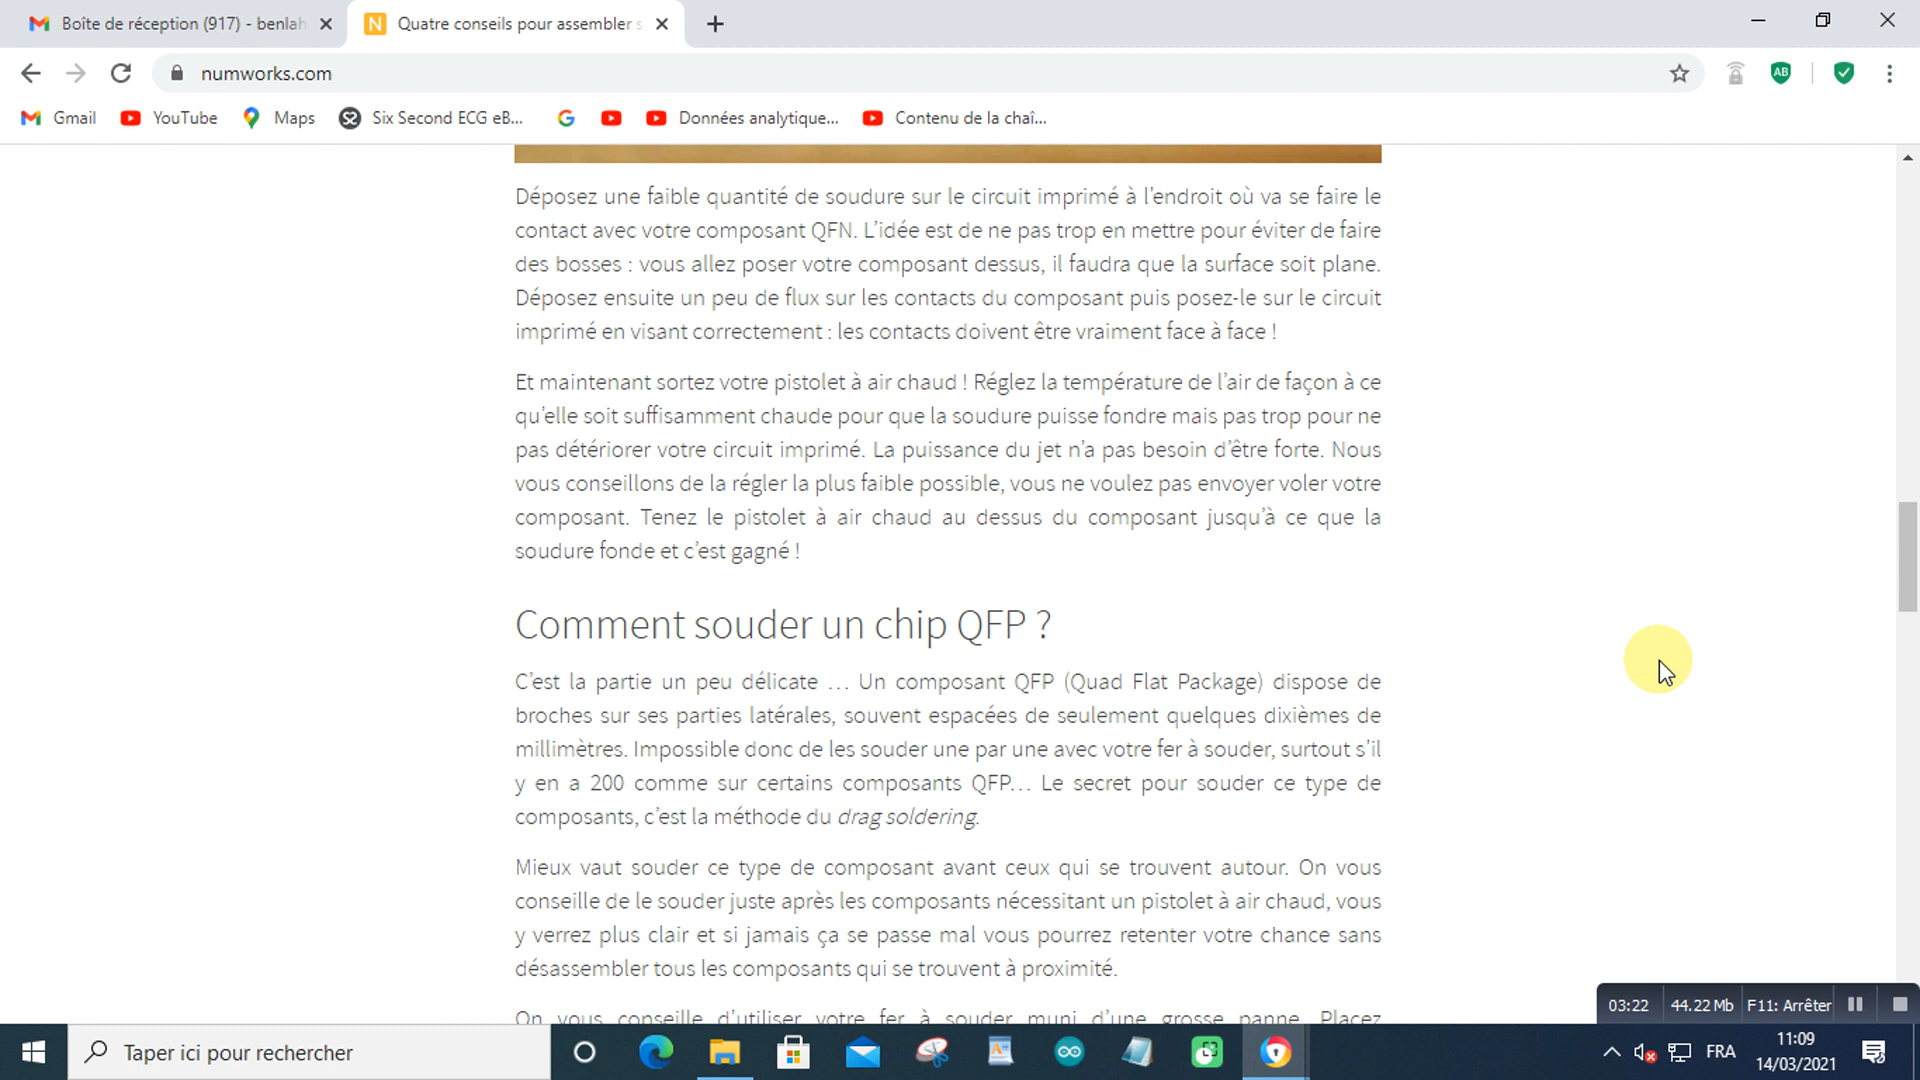 Boîte de réception (917) - benlah
Quatre conseils pour assembler s
numworks.com
Gmail
YouTube
Maps
Six Second ECG eB...
Données analytique...
Contenu de la chaî...
Déposez une faible quantité de soudure sur le circuit imprimé à l’endroit où va se faire le
contact avec votre composant QFN. L’idée est de ne pas trop en mettre pour éviter de faire
des bosses : vous allez poser votre composant dessus, il faudra que la surface soit plane.
Déposez ensuite un peu de flux sur les contacts du composant puis posez-le sur le circuit
imprimé en visant correctement : les contacts doivent être vraiment face à face !
Et maintenant sortez votre pistolet à air chaud ! Réglez la température de l’air de façon à ce
qu’elle soit suffisamment chaude pour que la soudure puisse fondre mais pas trop pour ne
pas détériorer votre circuit imprimé. La puissance du jet n’a pas besoin d’être forte. Nous
vous conseillons de la régler la plus faible possible, vous ne voulez pas envoyer voler votre
composant. Tenez le pistolet à air chaud au dessus du composant jusqu’à ce que la
soudure fonde et c’est gagné !
Comment souder un chip QFP ?
C’est la partie un peu délicate … Un composant QFP (Quad Flat Package) dispose de
broches sur ses parties latérales, souvent espacées de seulement quelques dixièmes de
millimètres. Impossible donc de les souder une par une avec votre fer à souder, surtout s’il
y en a 200 comme sur certains composants QFP… Le secret pour souder ce type de
composants, c’est la méthode du drag soldering.
Mieux vaut souder ce type de composant avant ceux qui se trouvent autour. On vous
conseille de le souder juste après les composants nécessitant un pistolet à air chaud, vous
y verrez plus clair et si jamais ça se passe mal vous pourrez retenter votre chance sans
désassembler tous les composants qui se trouvent à proximité.
On vous conseille d’utiliser votre fer à souder muni d’une grosse panne. Placez
03:22
44.22 Mb
F11: Arrêter
Taper ici pour rechercher
FRA
11:09
14/03/2021